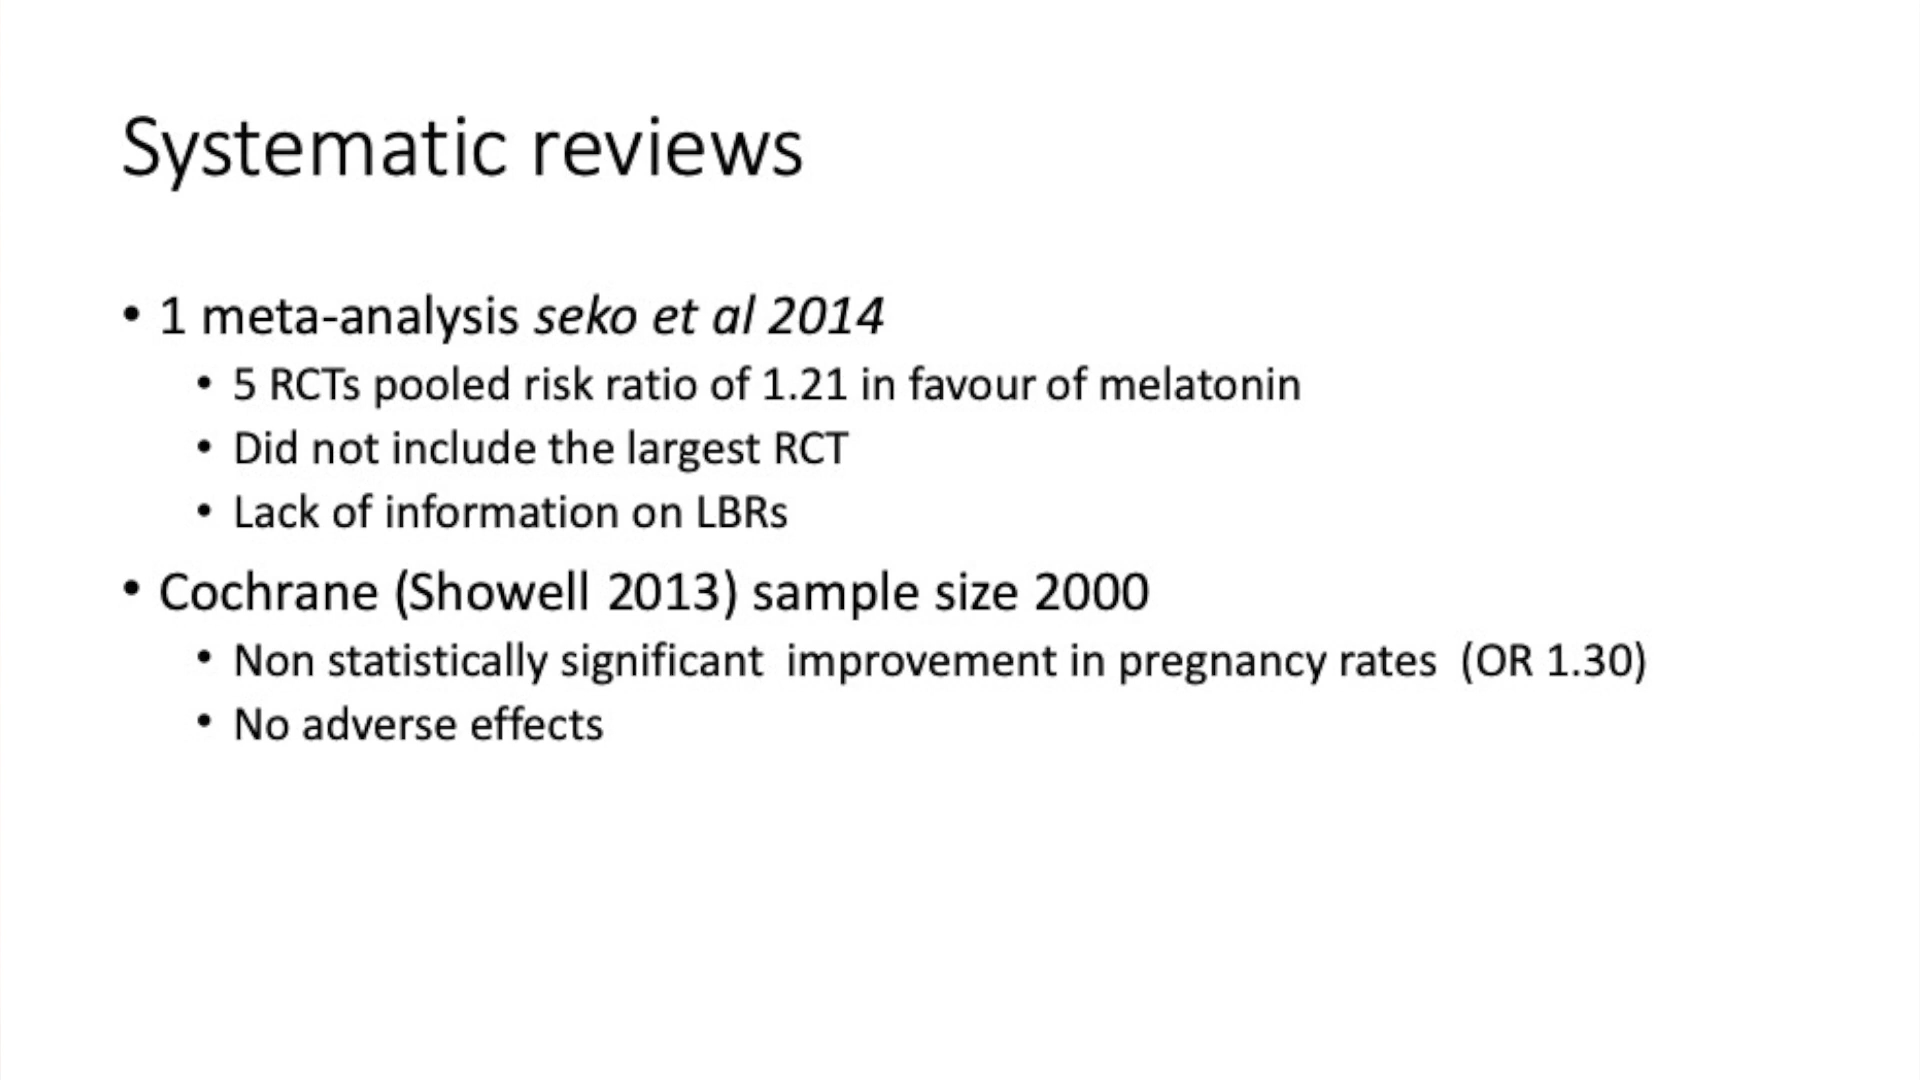 Systematic reviews
• 1 meta-analysis seko et al 2014
• 5 RCTs pooled risk ratio of 1.21 in favour of melatonin
• Did not include the largest RCT
• Lack of information on LBRs
• Cochrane (Showell 2013) sample size 2000
• Non statistically significant  improvement in pregnancy rates  (OR 1.30)
• No adverse effects